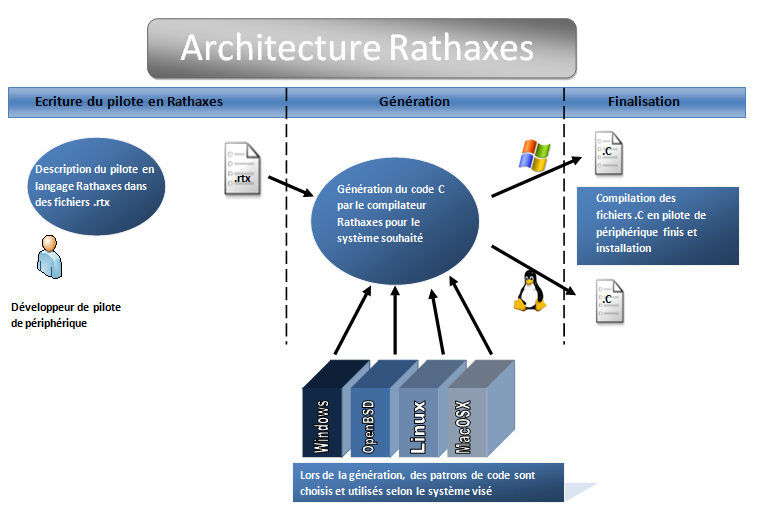 Architecture Rathaxes
Ecriture du pilote en Rathaxes
Génération
Finalisation
Description du pilote en
langage Rathaxes dans
des fichiers .rtx
.rtx
Génération du code C
par le compilateur
Rathaxes pour le
système souhaité
.C
Compilation des
fichiers .C en pilote de
périphérique finis et
installation
.C
Développeur de pilote
de périphérique
Windows
OpenBSD
Linux
MacOSX
Lors de la génération, des patrons de code sont
choisis et utilisés selon le système visé